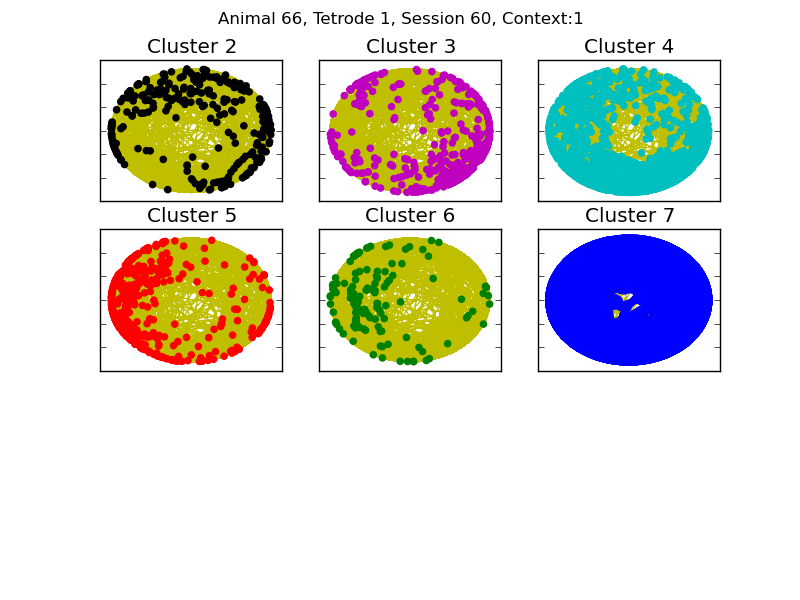 Animal 66, Tetrode 1, Session 60, Context:1
Cluster 2
Cluster 3
Cluster 4
Cluster 5
Cluster 6
Cluster 7